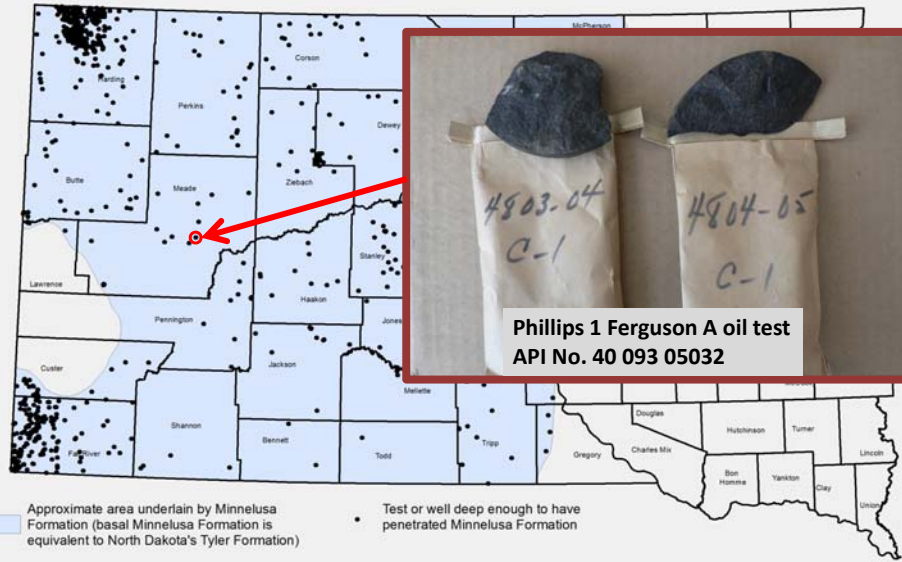 McPherson
Harding
Corson
Perkins
Dewey
Butte
Meade
Ziebach
Stanley
Lawrence
Haakon
Pennington
Jones
Jackson
Custer
Mellette
Shannon
Bennett
Todd
Tripp
Fall River
Gregory
Douglas
Charles Mix
Hutchinson
Turner
Lincoln
Bon
Homme
Yankton
Clay
Union
4803-04
C-1
4804-05
C-1
Phillips 1 Ferguson A oil test
API No. 40 093 05032
Approximate area underlain by Minnelusa
Formation (basal Minnelusa Formation is
equivalent to North Dakota's Tyler Formation)
Test or well deep enough to have
penetrated Minnelusa Formation